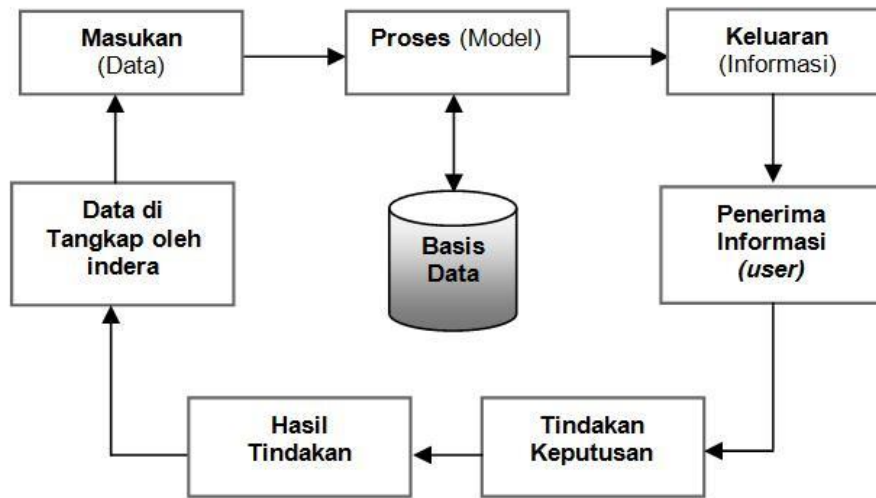 Masukan
(Data)
Proses (Model)
Keluaran
(Informasi)
Data di
Tangkap oleh
indera
Basis
Data
Penerima
Informasi
(user)
Hasil
Tindakan
Tindakan
Keputusan